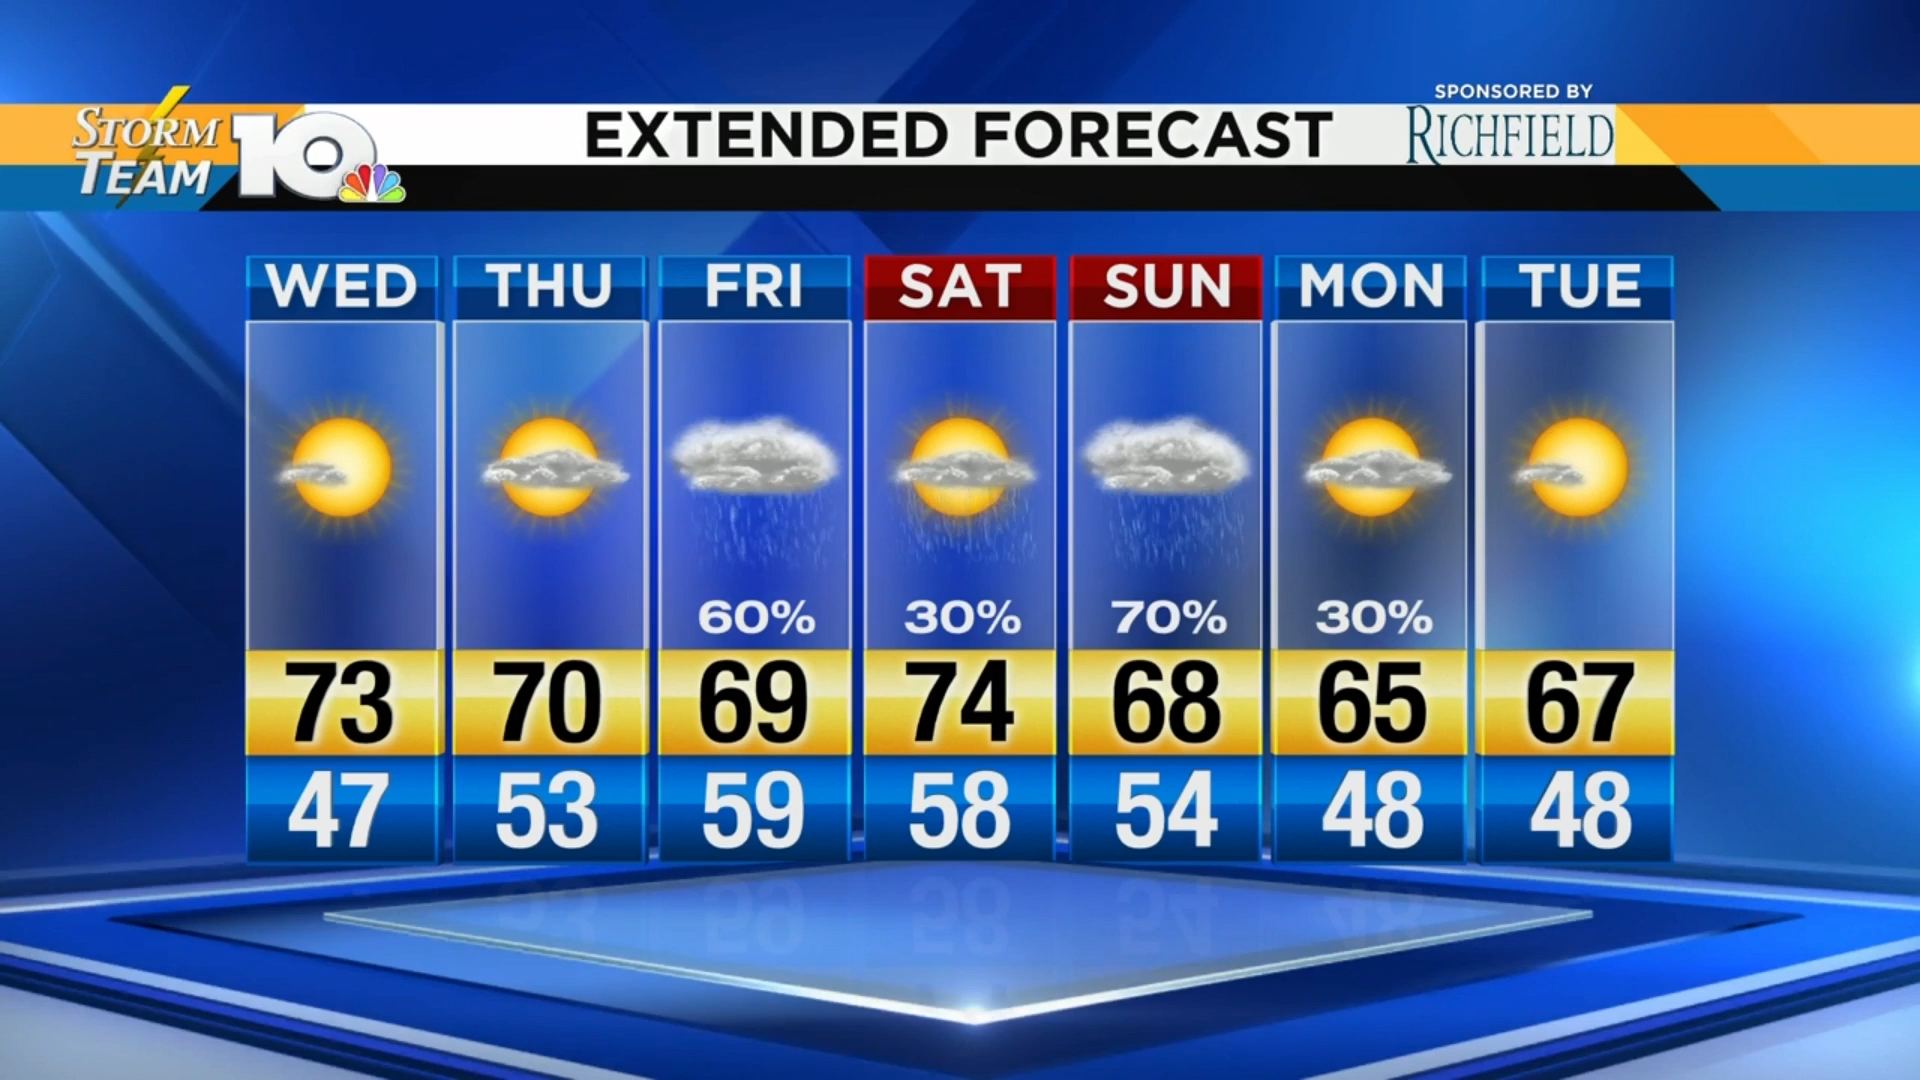 SPONSORED BY
STORM TEAM 10
EXTENDED FORECAST
RICHFIELD
WED THU FRI SAT SUN MON TUE
60% 30% 70% 30%
73 70 69 74 68 65 67
47 53 59 58 54 48 48